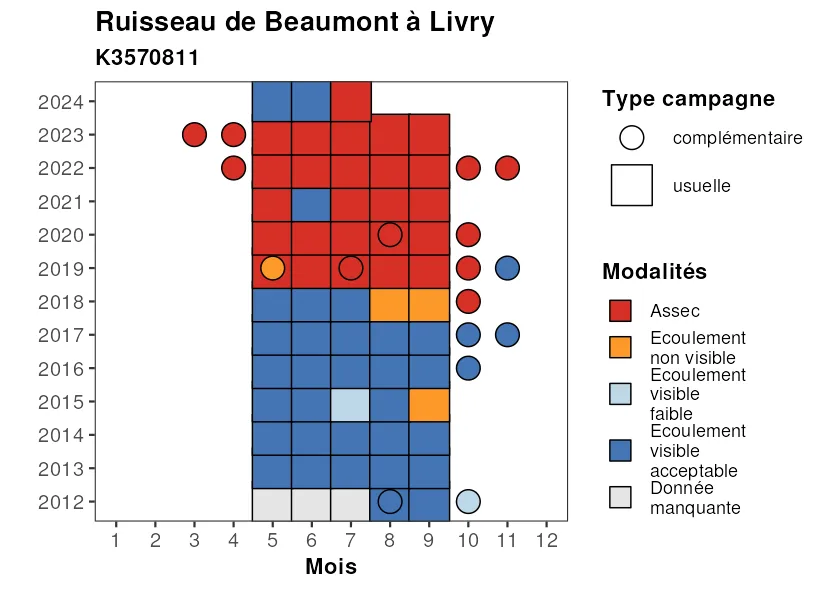 Ruisseau de Beaumont à Livry
K3570811
2024
2023
2022
2021
2020
2019
2018
2017
2016
2015
2014
2013
2012
1 2 3 4 5 6 7 8 9 10 11 12
Mois
Type campagne
complémentaire
usuelle
Modalités
Assec
Ecoulement
non visible
Ecoulement
visible
faible
Ecoulement
visible
acceptable
Donnée
manquante